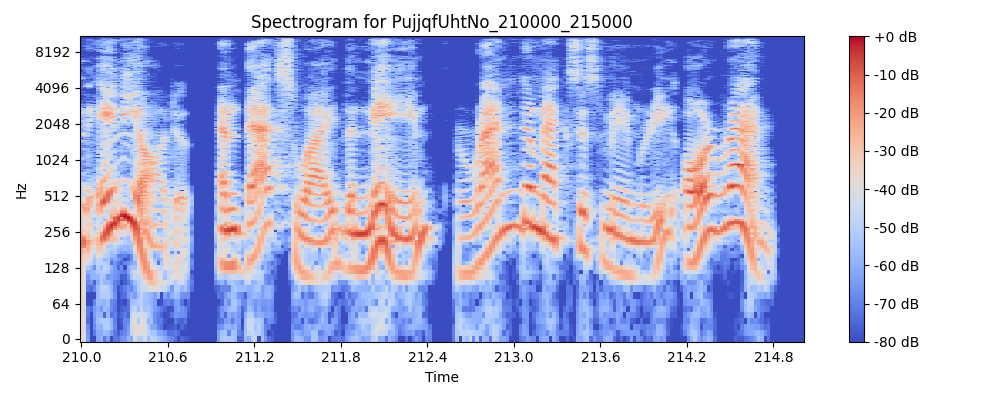 Spectrogram for PujjqfUhtNo_210000_215000
8192
4096
2048
1024
512
256
128
64
0
Hz
210.0 210.6 211.2 211.8 212.4 213.0 213.6 214.2 214.8
Time
+0 dB
-10 dB
-20 dB
-30 dB
-40 dB
-50 dB
-60 dB
-70 dB
-80 dB